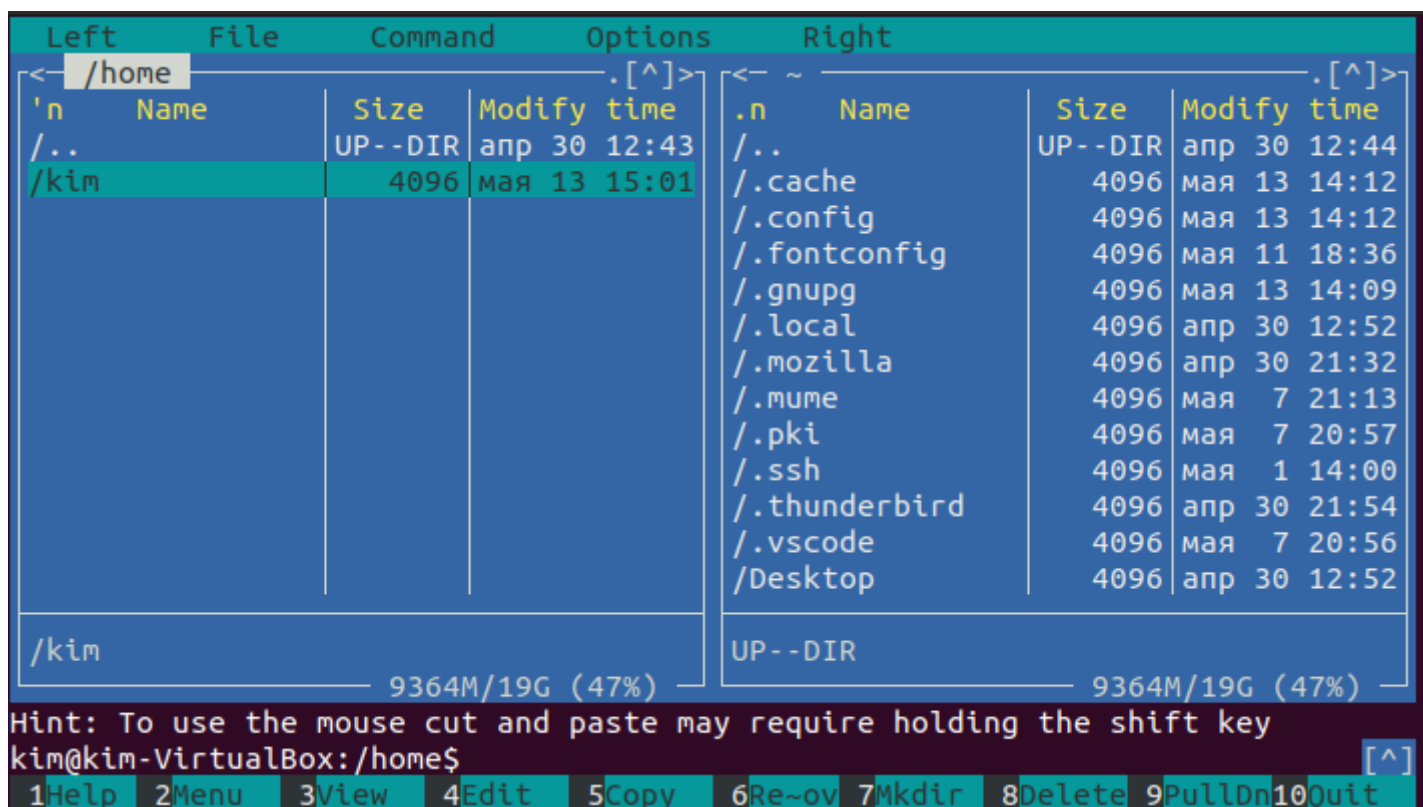 Left File Command Options Right
<─ /home .[^]> <─ ~ .[^]>
'n Name Size Modify time .n Name Size Modify time
/.. UP--DIR апр 30 12:43 /.. UP--DIR апр 30 12:44
/kim 4096 мая 13 15:01 /.cache 4096 мая 13 14:12
/.config 4096 мая 13 14:12
/.fontconfig 4096 мая 11 18:36
/.gnupg 4096 мая 13 14:09
/.local 4096 апр 30 12:52
/.mozilla 4096 апр 30 21:32
/.mume 4096 мая 7 21:13
/.pki 4096 мая 7 20:57
/.ssh 4096 мая 1 14:00
/.thunderbird 4096 апр 30 21:54
/.vscode 4096 мая 7 20:56
/Desktop 4096 апр 30 12:52
/kim UP--DIR
9364M/19G (47%) 9364M/19G (47%)
Hint: To use the mouse cut and paste may require holding the shift key
kim@kim-VirtualBox:/home$ [^]
1Help 2Menu 3View 4Edit 5Copy 6Re~ov 7Mkdir 8Delete 9PullDn 10Quit